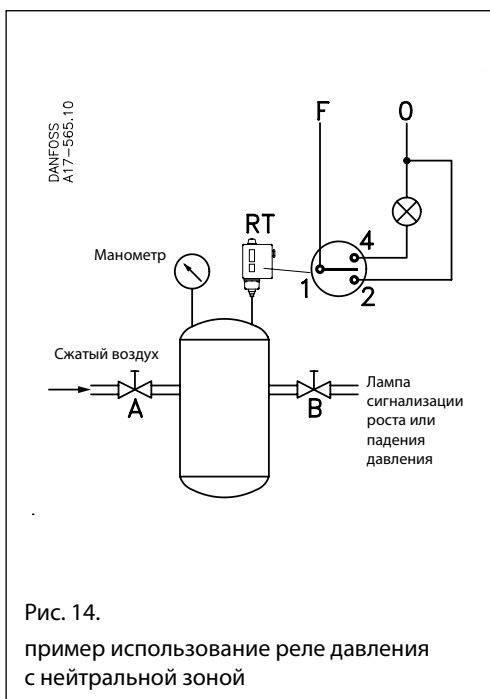 DANFOSS
A17-565.10
F
0
RT
4
1
2
Манометр
Сжатый воздух
A
B
Лампа
сигнализации
роста или
падения
давления
Рис. 14.
пример использование реле давления
с нейтральной зоной